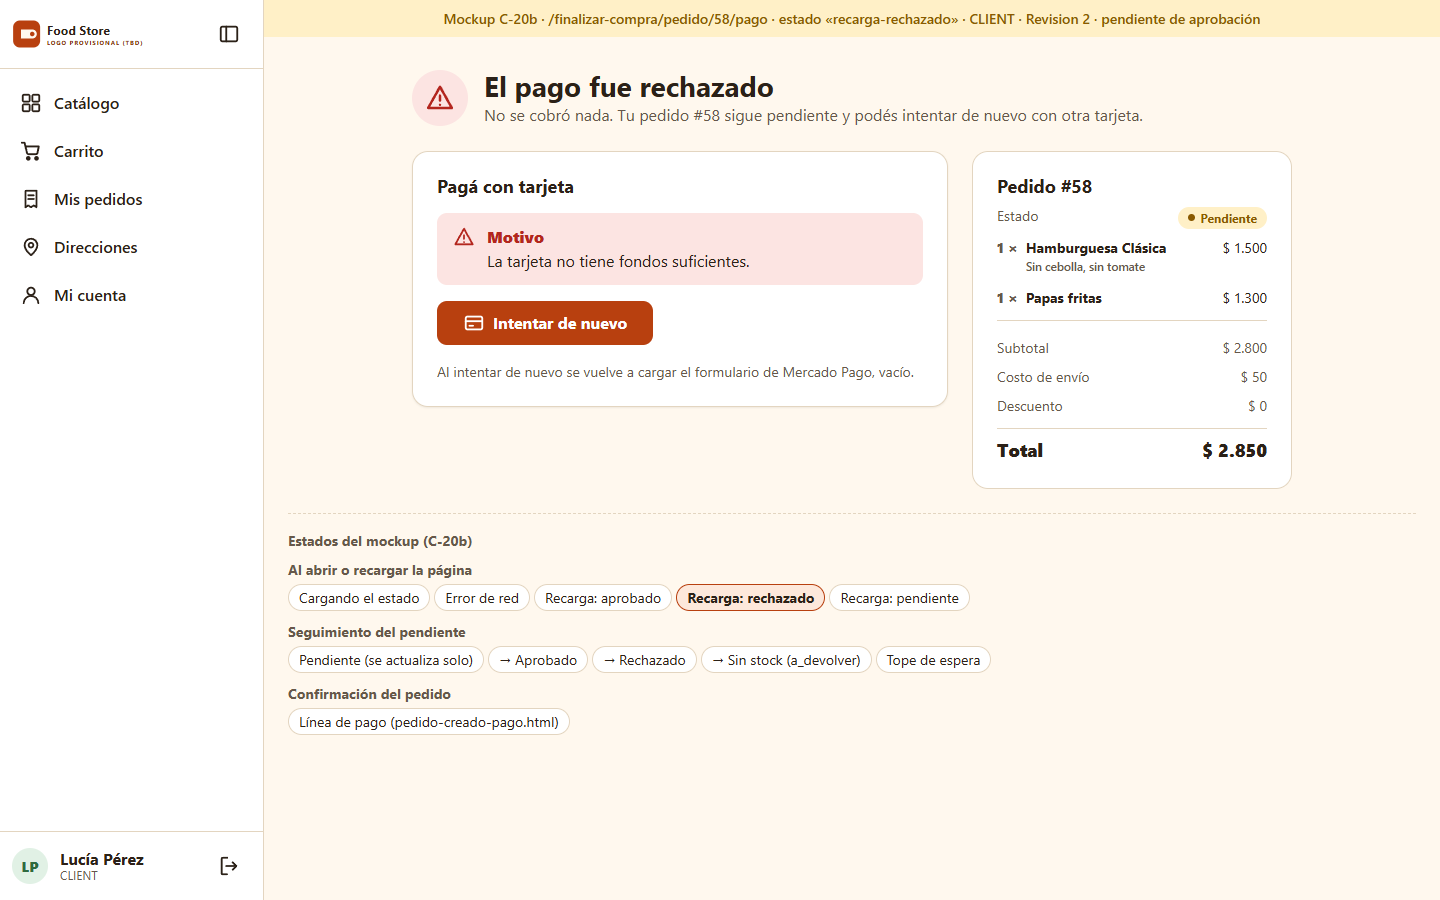 Mockup C-20b · /finalizar-compra/pedido/58/pago · estado «recarga-rechazado» · CLIENT · Revision 2 · pendiente de aprobación
Food Store
LOGO PROVISIONAL (TBD)
Catálogo
Carrito
Mis pedidos
Direcciones
Mi cuenta
LP
Lucía Pérez
CLIENT
El pago fue rechazado
No se cobró nada. Tu pedido #58 sigue pendiente y podés intentar de nuevo con otra tarjeta.
Pagá con tarjeta
Motivo
La tarjeta no tiene fondos suficientes.
Intentar de nuevo
Al intentar de nuevo se vuelve a cargar el formulario de Mercado Pago, vacío.
Pedido #58
Estado Pendiente
1 × Hamburguesa Clásica $ 1.500
Sin cebolla, sin tomate
1 × Papas fritas $ 1.300
Subtotal $ 2.800
Costo de envío $ 50
Descuento $ 0
Total $ 2.850
Estados del mockup (C-20b)
Al abrir o recargar la página
Cargando el estado Error de red Recarga: aprobado Recarga: rechazado Recarga: pendiente
Seguimiento del pendiente
Pendiente (se actualiza solo) → Aprobado → Rechazado → Sin stock (a_devolver) Tope de espera
Confirmación del pedido
Línea de pago (pedido-creado-pago.html)